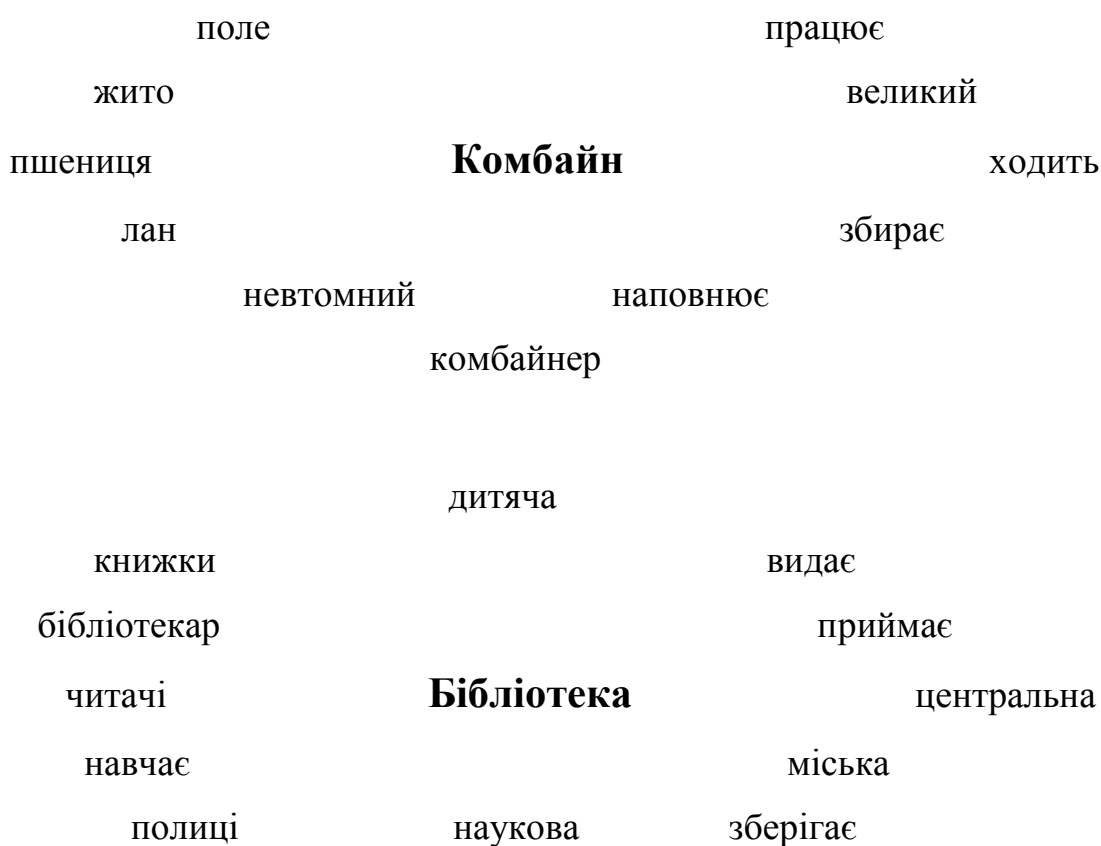 поле працює
жито великий
пшениця Комбайн ходить
лан збирає
невтомний наповнює
комбайнер
дитяча
книжки видає
бібліотекар приймає
читачі Бібліотека центральна
навчає міська
полиці наукова зберігає